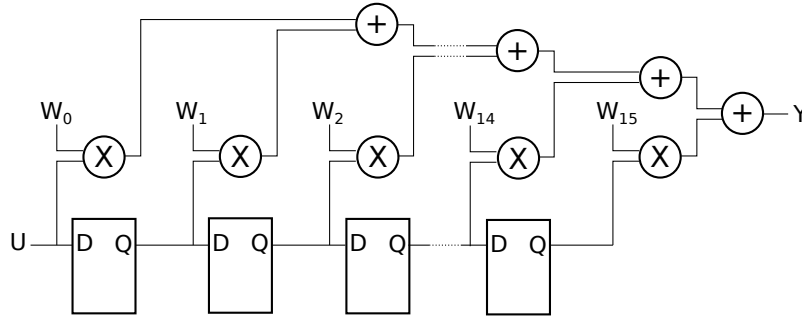 +
+
+
W₀ W₁ W₂ W₁₄ W₁₅ + Y
X X X X X
U D Q D Q D Q D Q